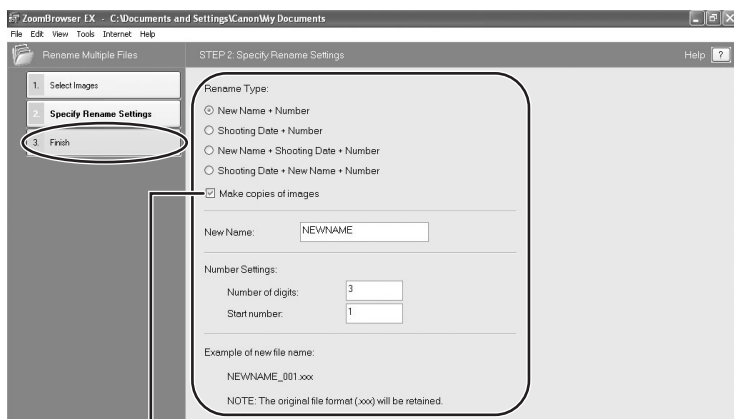 ZoomBrowser EX - C:\Documents and Settings\Canon\My Documents
File Edit View Tools Internet Help
Rename Multiple Files
STEP 2: Specify Rename Settings
Help ?
1. Select Images
2. Specify Rename Settings
3. Finish
Rename Type:
New Name + Number
Shooting Date + Number
New Name + Shooting Date + Number
Shooting Date + New Name + Number
Make copies of images
New Name: NEWNAME
Number Settings:
Number of digits: 3
Start number: 1
Example of new file name:
NEWNAME_001.xxx
NOTE: The original file format (.xxx) will be retained.